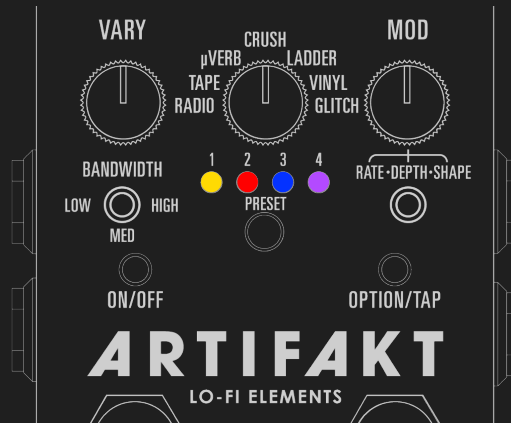 VARY
CRUSH
MOD
µVERB
LADDER
TAPE
VINYL
RADIO
GLITCH
BANDWIDTH
1 2 3 4
RATE•DEPTH•SHAPE
LOW
HIGH
PRESET
MED
ON/OFF
OPTION/TAP
ARTIFAKT
LO-FI ELEMENTS